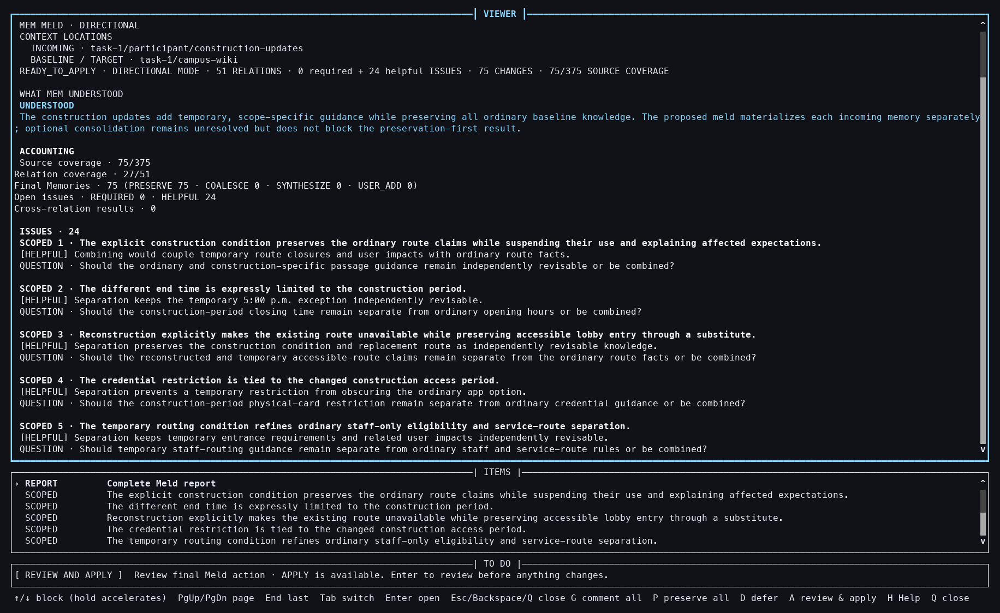 VIEWER
MEM MELD · DIRECTIONAL
CONTEXT LOCATIONS
INCOMING · task-1/participant/construction-updates
BASELINE / TARGET · task-1/campus-wiki
READY_TO_APPLY · DIRECTIONAL MODE · 51 RELATIONS · 0 required + 24 helpful ISSUES · 75 CHANGES · 75/375 SOURCE COVERAGE
WHAT MEM UNDERSTOOD
UNDERSTOOD
The construction updates add temporary, scope-specific guidance while preserving all ordinary baseline knowledge. The proposed meld materializes each incoming memory separately
; optional consolidation remains unresolved but does not block the preservation-first result.
ACCOUNTING
Source coverage · 75/375
Relation coverage · 27/51
Final Memories · 75 (PRESERVE 75 · COALESCE 0 · SYNTHESIZE 0 · USER_ADD 0)
Open issues · REQUIRED 0 · HELPFUL 24
Cross-relation results · 0
ISSUES · 24
SCOPED 1 · The explicit construction condition preserves the ordinary route claims while suspending their use and explaining affected expectations.
[HELPFUL] Combining would couple temporary route closures and user impacts with ordinary route facts.
QUESTION · Should the ordinary and construction-specific passage guidance remain independently revisable or be combined?
SCOPED 2 · The different end time is expressly limited to the construction period.
[HELPFUL] Separation keeps the temporary 5:00 p.m. exception independently revisable.
QUESTION · Should the construction-period closing time remain separate from ordinary opening hours or be combined?
SCOPED 3 · Reconstruction explicitly makes the existing route unavailable while preserving accessible lobby entry through a substitute.
[HELPFUL] Separation preserves the construction condition and replacement route as independently revisable knowledge.
QUESTION · Should the reconstructed and temporary accessible-route claims remain separate from the ordinary route facts or be combined?
SCOPED 4 · The credential restriction is tied to the changed construction access period.
[HELPFUL] Separation prevents a temporary restriction from obscuring the ordinary app option.
QUESTION · Should the construction-period physical-card restriction remain separate from ordinary credential guidance or be combined?
SCOPED 5 · The temporary routing condition refines ordinary staff-only eligibility and service-route separation.
[HELPFUL] Separation keeps temporary entrance requirements and related user impacts independently revisable.
QUESTION · Should temporary staff-routing guidance remain separate from ordinary staff and service-route rules or be combined?
ITEMS
› REPORT Complete Meld report
SCOPED The explicit construction condition preserves the ordinary route claims while suspending their use and explaining affected expectations.
SCOPED The different end time is expressly limited to the construction period.
SCOPED Reconstruction explicitly makes the existing route unavailable while preserving accessible lobby entry through a substitute.
SCOPED The credential restriction is tied to the changed construction access period.
SCOPED The temporary routing condition refines ordinary staff-only eligibility and service-route separation.
TO DO
[ REVIEW AND APPLY ] Review final Meld action · APPLY is available. Enter to review before anything changes.
↑/↓ block (hold accelerates) PgUp/PgDn page End last Tab switch Enter open Esc/Backspace/Q close G comment all P preserve all D defer A review & apply H Help Q close